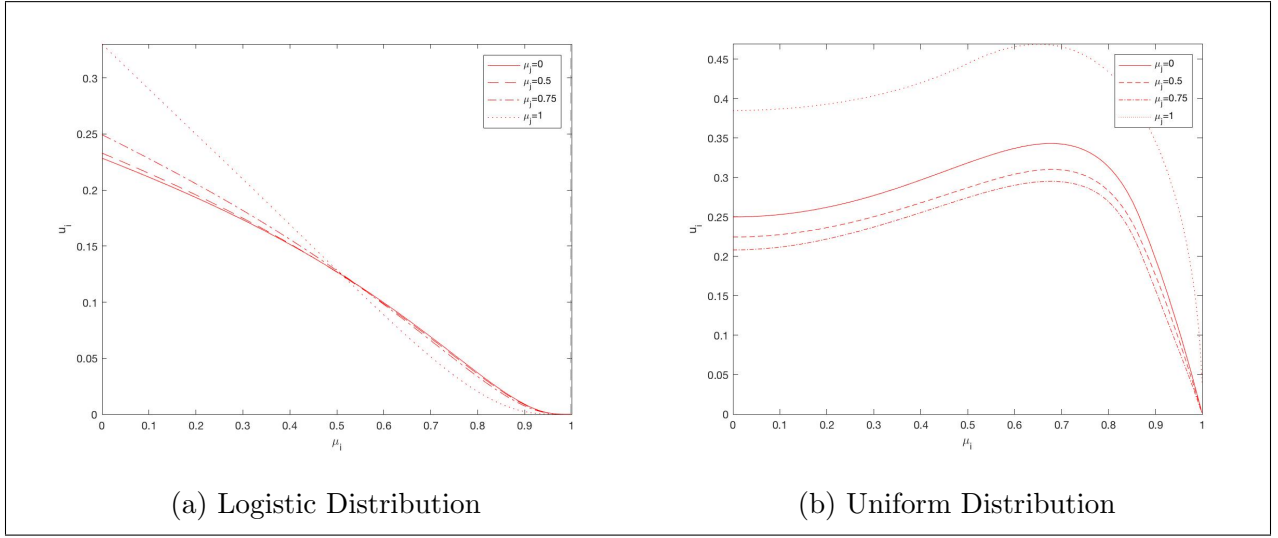 0.3
0.25
0.2
0.15
0.1
0.05
0
u_i
0 0.1 0.2 0.3 0.4 0.5 0.6 0.7 0.8 0.9 1
μ_i
μ_j=0
μ_j=0.5
μ_j=0.75
μ_j=1
(a) Logistic Distribution
0.45
0.4
0.35
0.3
0.25
0.2
0.15
0.1
0.05
0
u_i
0 0.1 0.2 0.3 0.4 0.5 0.6 0.7 0.8 0.9 1
μ_i
μ_j=0
μ_j=0.5
μ_j=0.75
μ_j=1
(b) Uniform Distribution